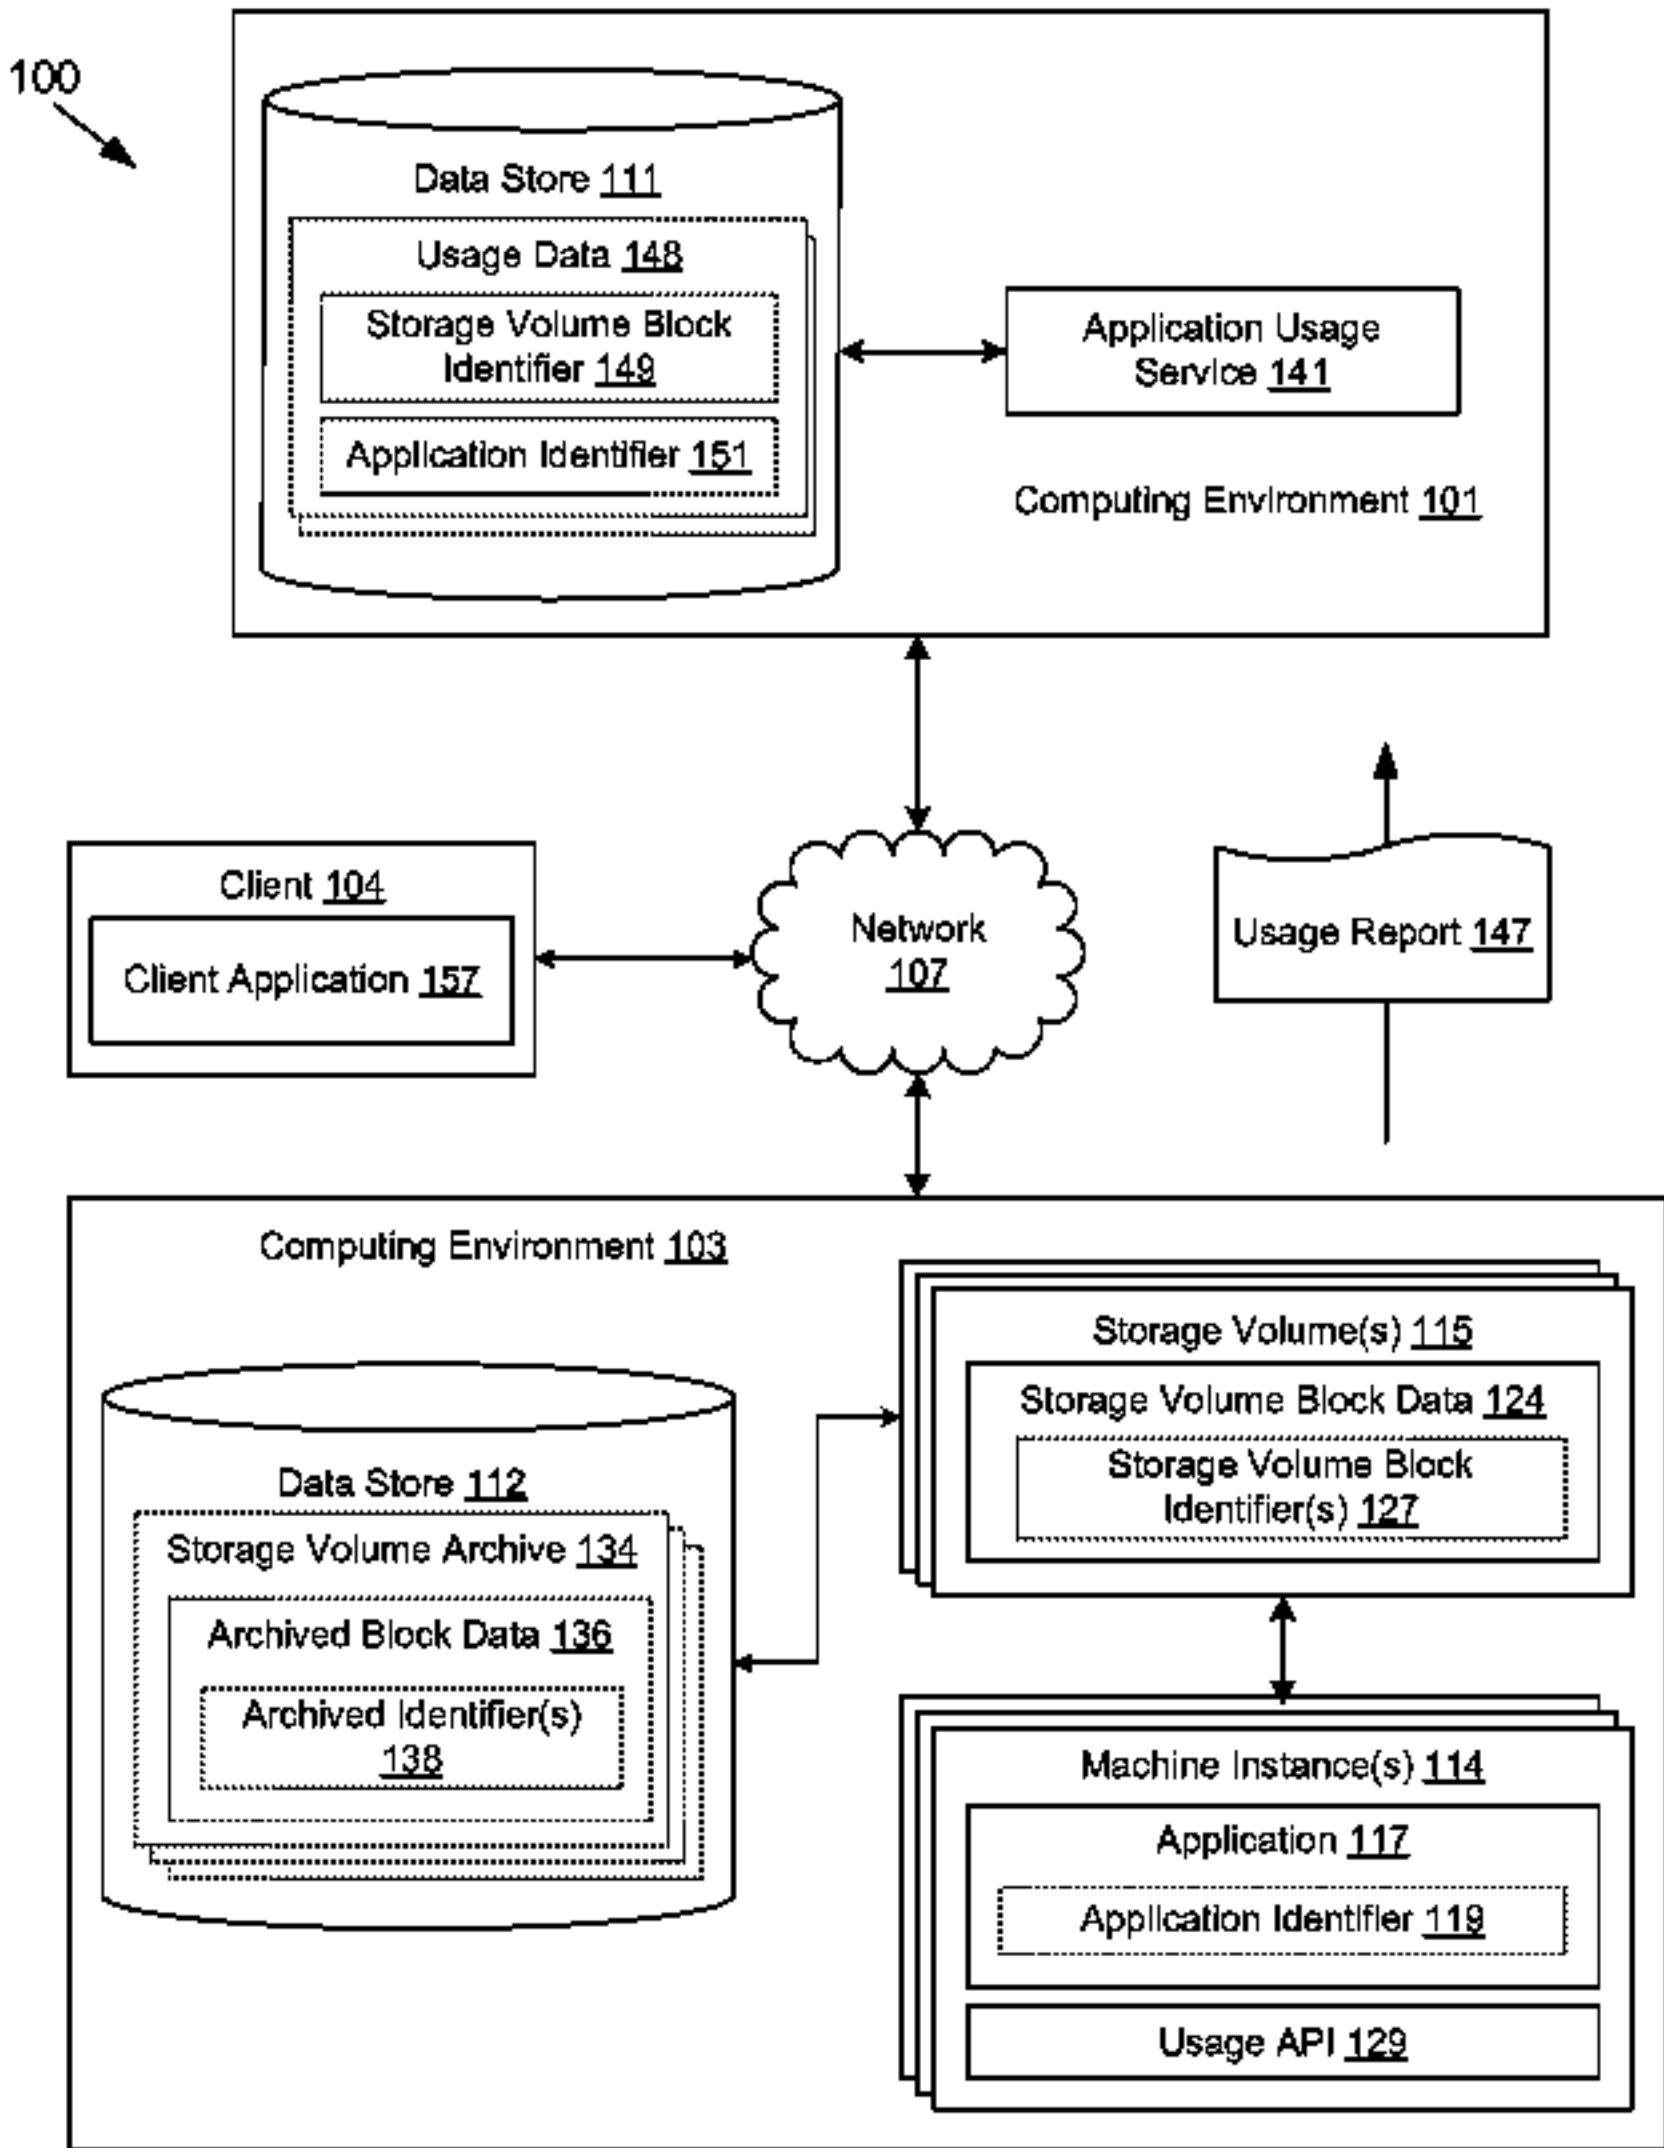 100
Data Store 111
Usage Data 148
Storage Volume Block
Identifier 149
Application Identifier 151
Application Usage
Service 141
Computing Environment 101
Client 104
Client Application 157
Network
107
Usage Report 147
Computing Environment 103
Data Store 112
Storage Volume Archive 134
Archived Block Data 136
Archived Identifier(s)
138
Storage Volume(s) 115
Storage Volume Block Data 124
Storage Volume Block
Identifier(s) 127
Machine Instance(s) 114
Application 117
Application Identifier 119
Usage API 129